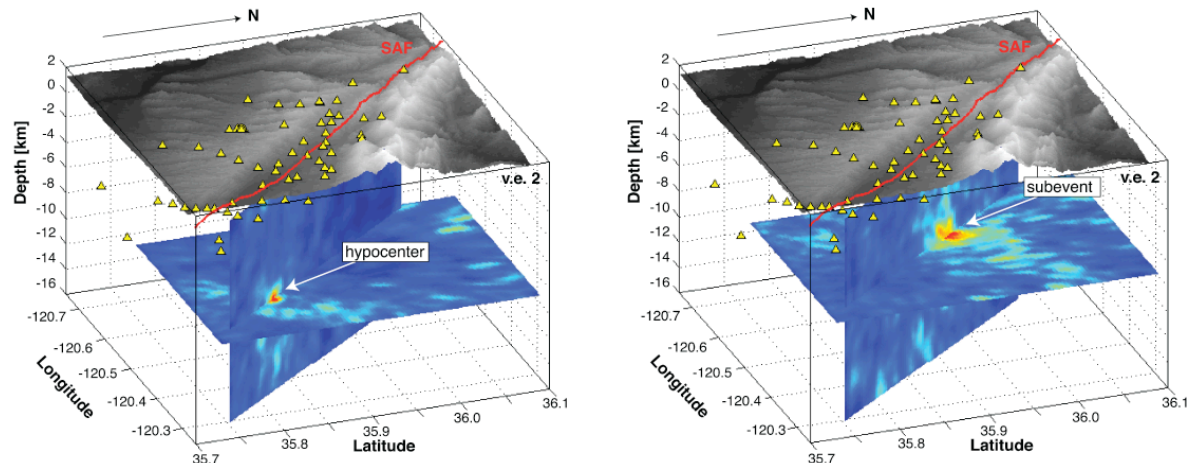 N
SAF
2
0
-2
-4
-6
-8
-10
-12
-14
-16
Depth [km]
v.e. 2
hypocenter
-120.7
-120.6
-120.5
-120.4
-120.3
Longitude
35.7
35.8
35.9
36.0
36.1
Latitude
N
SAF
2
0
-2
-4
-6
-8
-10
-12
-14
-16
Depth [km]
v.e. 2
subevent
-120.7
-120.6
-120.5
-120.4
-120.3
Longitude
35.7
35.8
35.9
36.0
36.1
Latitude